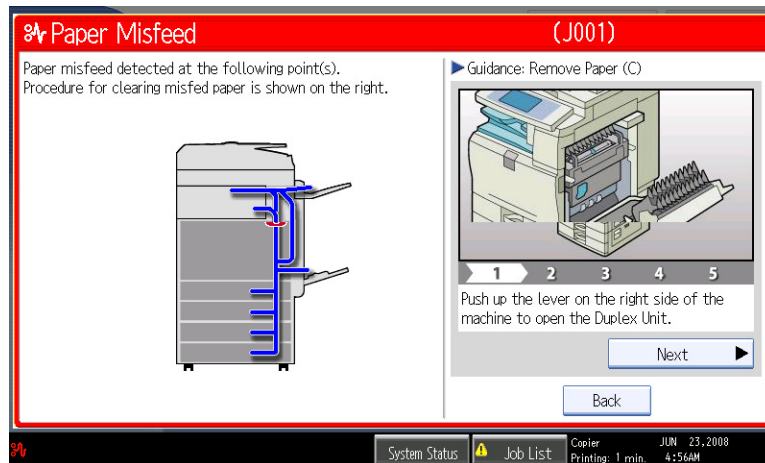 Paper Misfeed (J001)
Paper misfeed detected at the following point(s).
Procedure for clearing misfed paper is shown on the right.
Guidance: Remove Paper (C)
1 2 3 4 5
Push up the lever on the right side of the
machine to open the Duplex Unit.
Next
Back
System Status
Job List
Copier JUN 23,2008
Printing: 1 min. 4:56AM